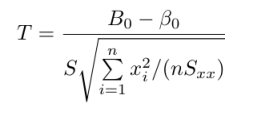 T = \frac{B_0 - \beta_0}{S\sqrt{\sum_{i=1}^{n} x_i^2/(nS_{xx})}}